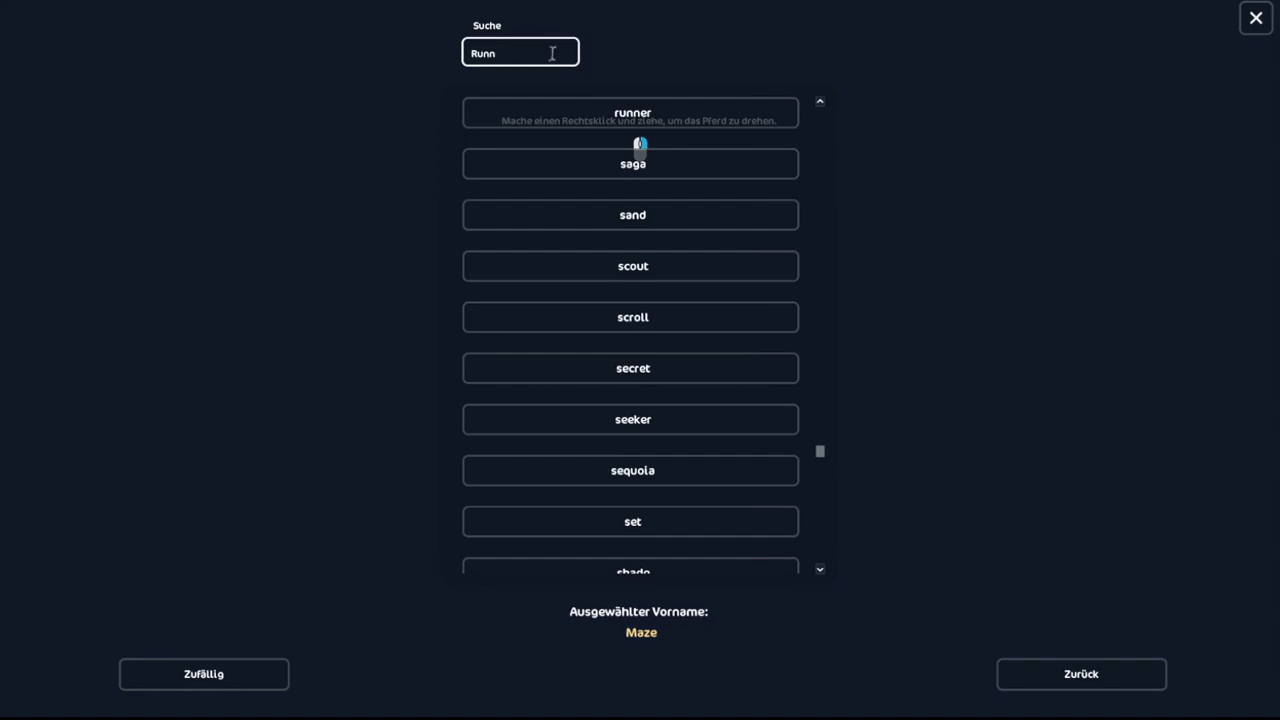 Suche
Runn
runner
Mache einen Rechtsklick und ziehe, um das Pferd zu drehen.
saga
sand
scout
scroll
secret
seeker
sequoia
set
shade
Ausgewählter Vorname:
Maze
Zufällig
Zurück